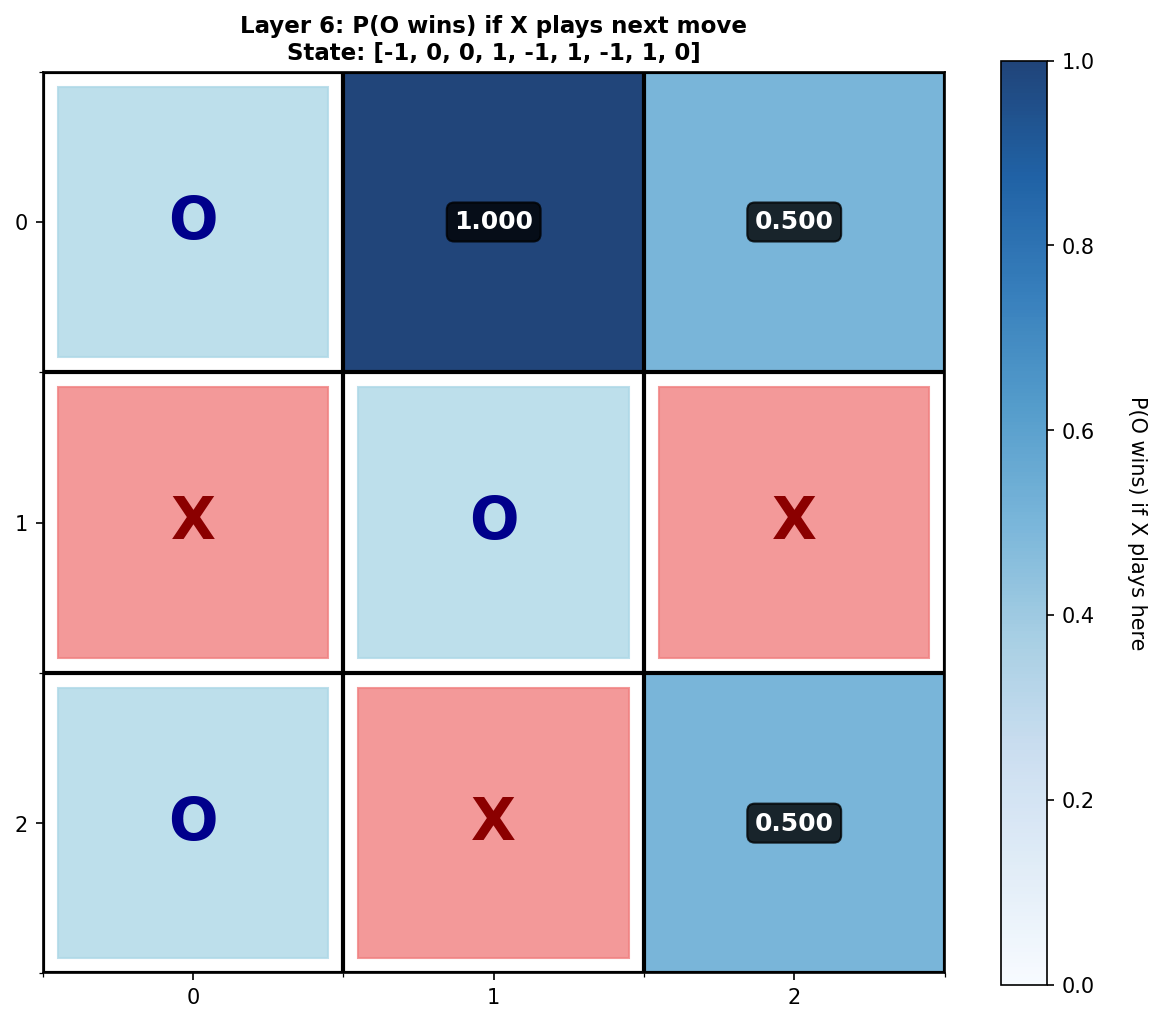 Layer 6: P(O wins) if X plays next move
State: [-1, 0, 0, 1, -1, 1, -1, 1, 0]
0
O
1.000
0.500
1
X
O
X
2
O
X
0.500
0
1
2
1.0
0.8
0.6
0.4
0.2
0.0
P(O wins) if X plays here